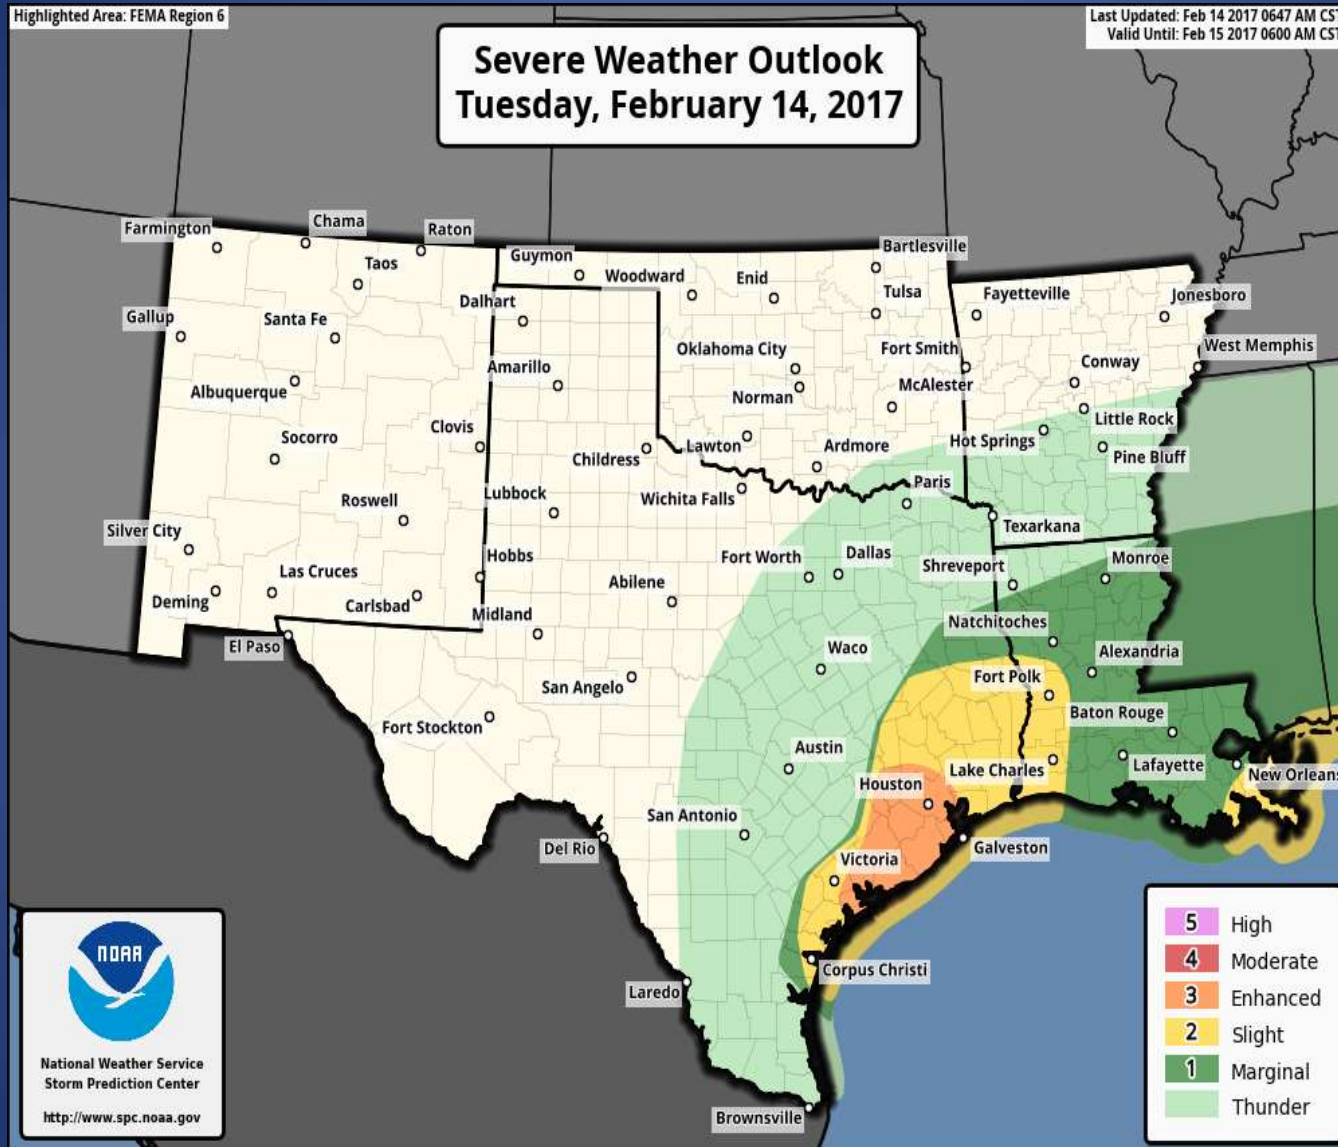 Highlighted Area: FEMA Region 6
Last Updated: Feb 14 2017 0647 AM CST
Valid Until: Feb 15 2017 0600 AM CST
Severe Weather Outlook
Tuesday, February 14, 2017
Farmington
Chama
Raton
Taos
Guymon
Woodward
Enid
Bartlesville
Dalhart
Tulsa
Fayetteville
Jonesboro
Gallup
Santa Fe
Oklahoma City
Fort Smith
West Memphis
Amarillo
Conway
Albuquerque
Norman
McAlester
Socorro
Clovis
Lawton
Ardmore
Hot Springs
Little Rock
Childress
Pine Bluff
Roswell
Lubbock
Wichita Falls
Paris
Silver City
Texarkana
Hobbs
Fort Worth
Dallas
Shreveport
Monroe
Las Cruces
Abilene
Deming
Carlsbad
Midland
Natchitoches
El Paso
Waco
Alexandria
San Angelo
Fort Polk
Fort Stockton
Baton Rouge
Austin
Lake Charles
Lafayette
New Orleans
Houston
San Antonio
Del Rio
Galveston
Victoria
Corpus Christi
Laredo
Brownsville
NOAA
National Weather Service
Storm Prediction Center
http://www.spc.noaa.gov
5 High
4 Moderate
3 Enhanced
2 Slight
1 Marginal
Thunder